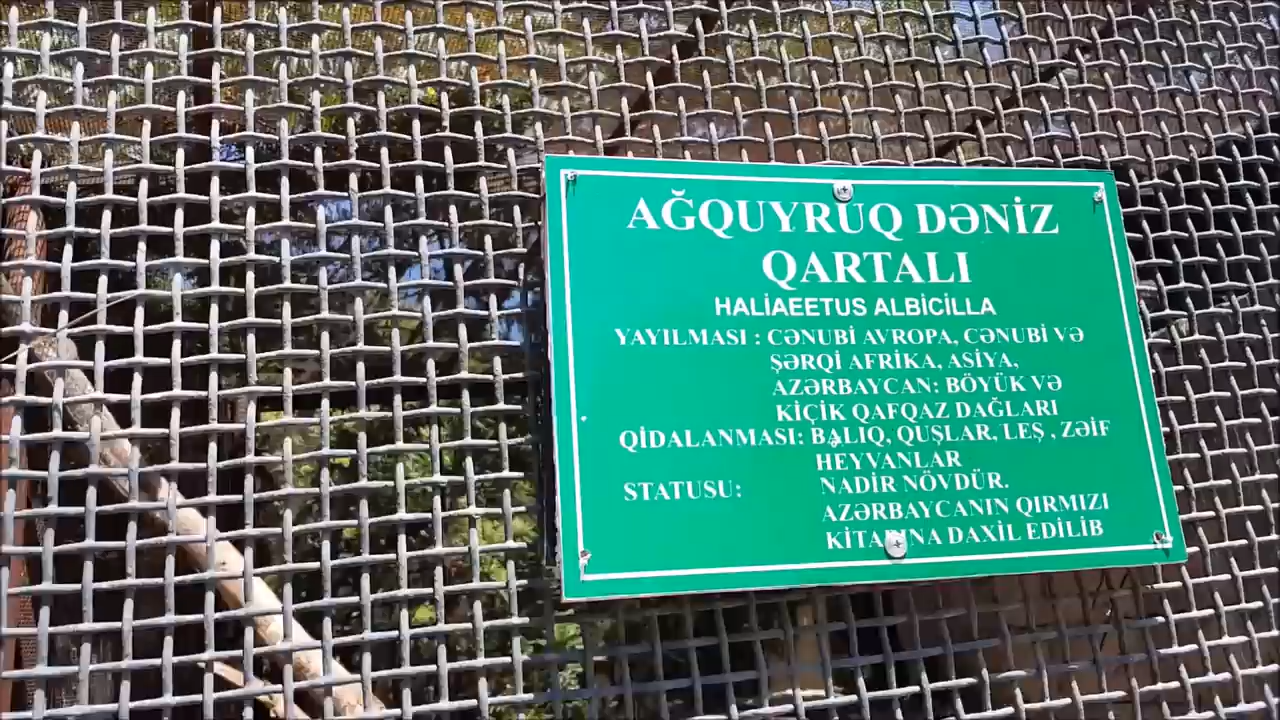 AĞQUYRUQ DƏNİZ
QARTALI
HALİAEETUS ALBİCİLLA
YAYILMASI : CƏNUBİ AVROPA, CƏNUBİ VƏ
ŞƏRQİ AFRİKA, ASİYA,
AZƏRBAYCAN: BÖYÜK VƏ
KİÇİK QAFQAZ DAĞLARI
QİDALANMASI: BALIQ, QUŞLAR, LEŞ , ZƏİF
HEYVANLAR
STATUSU: NADİR NÖVDÜR.
AZƏRBAYCANIN QIRMIZI
KİTABINA DAXİL EDİLİB